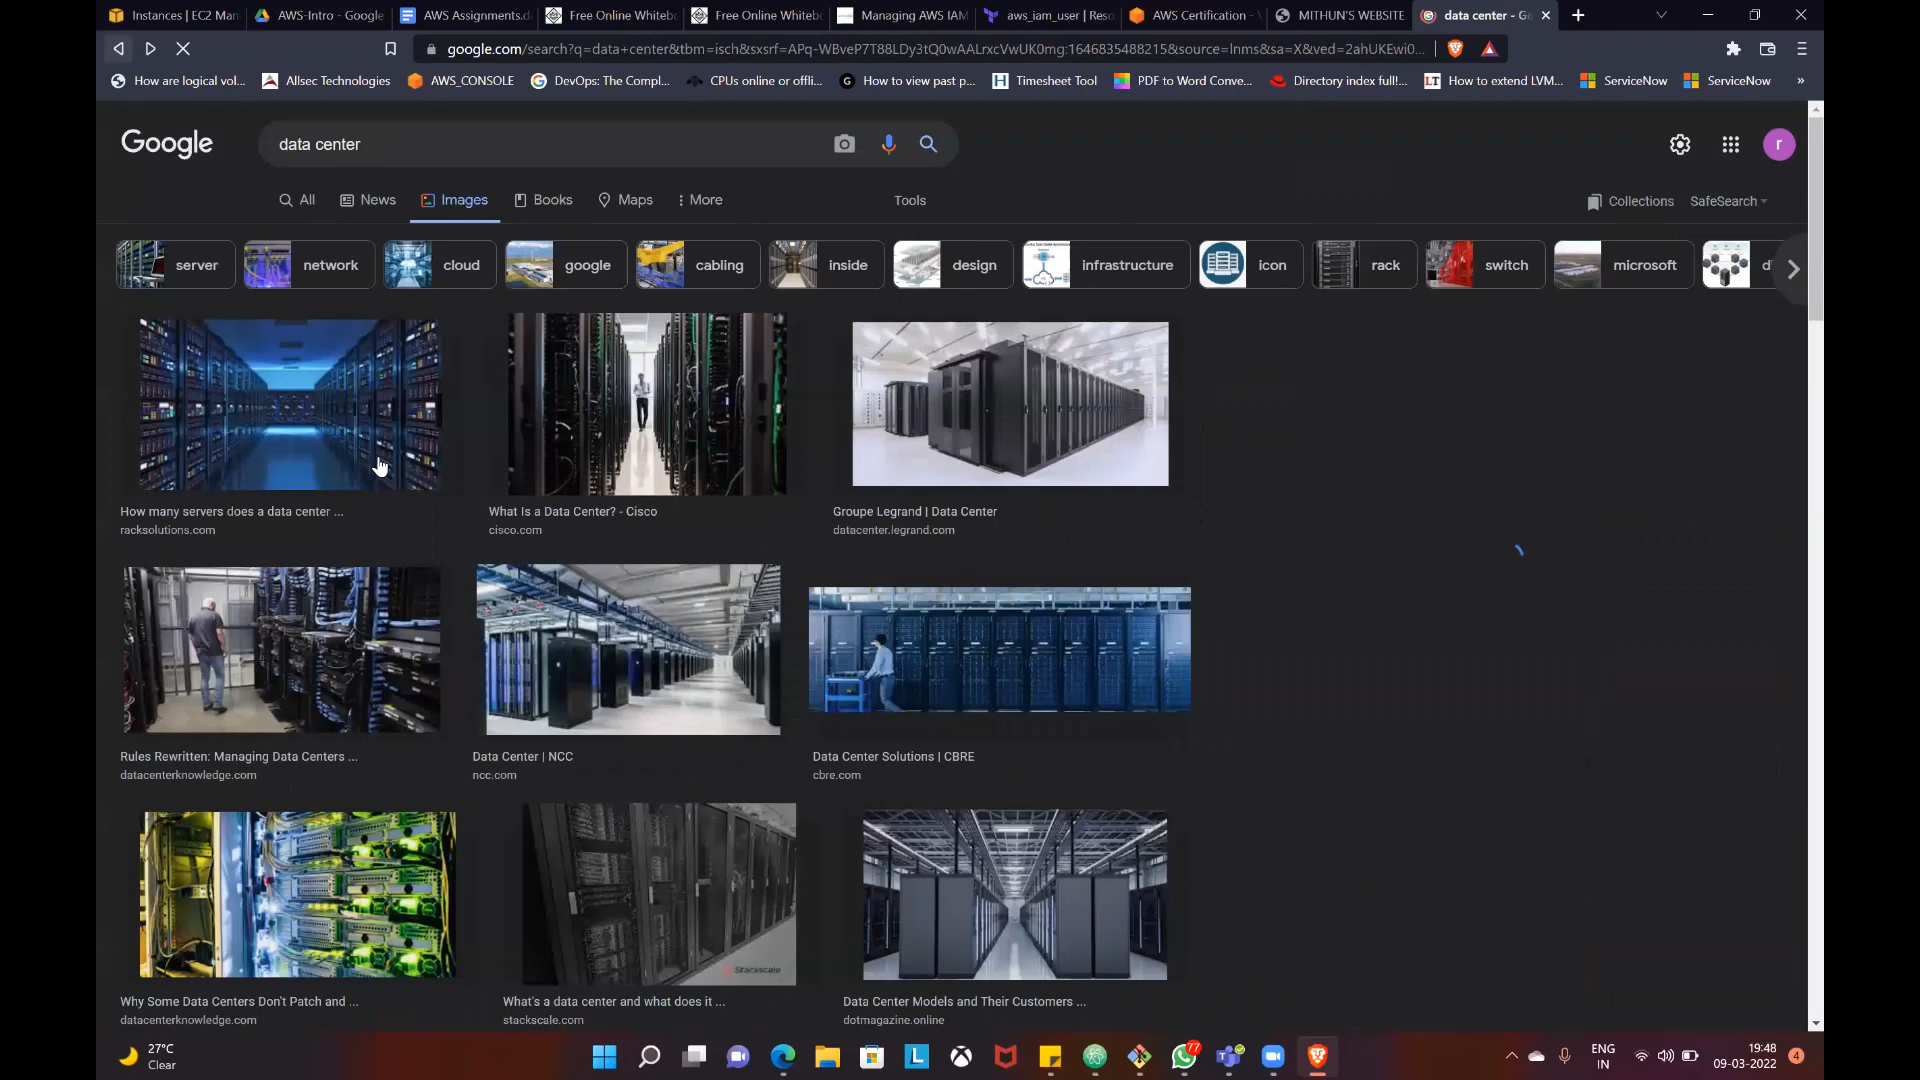 Instances | EC2 Man
AWS-Intro - Google
AWS Assignments.d
Free Online Whitebo
Free Online Whitebo
Managing AWS IAM
aws_iam_user | Reso
AWS Certification -
MITHUN'S WEBSITE
data center - Go
google.com/search?q=data+center&tbm=isch&sxsrf=APq-WBveP7T88LDy3tQ0wAALrxcVwUK0mg:1646835488215&source=lnms&sa=X&ved=2ahUKEwi0...
How are logical vol...
Allsec Technologies
AWS_CONSOLE
DevOps: The Compl...
CPUs online or offli...
How to view past p...
Timesheet Tool
PDF to Word Conve...
Directory index full!...
How to extend LVM...
ServiceNow
ServiceNow
»
Google
data center
r
All
News
Images
Books
Maps
More
Tools
Collections
SafeSearch
server
network
cloud
google
cabling
inside
design
infrastructure
icon
rack
switch
microsoft
How many servers does a data center ...
racksolutions.com
What Is a Data Center? - Cisco
cisco.com
Groupe Legrand | Data Center
datacenter.legrand.com
Rules Rewritten: Managing Data Centers ...
datacenterknowledge.com
Data Center | NCC
ncc.com
Data Center Solutions | CBRE
cbre.com
Stackscale
Why Some Data Centers Don't Patch and ...
datacenterknowledge.com
What's a data center and what does it ...
stackscale.com
Data Center Models and Their Customers ...
dotmagazine.online
27°C
Clear
L
77
ENG
IN
19:48
09-03-2022
4